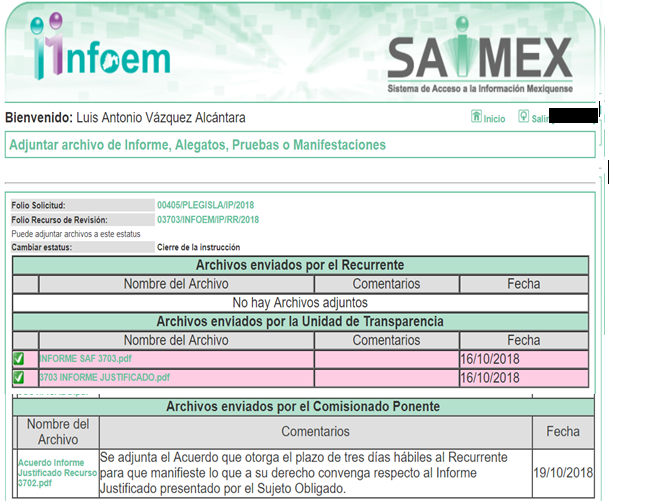 infoem
SAIMEX
Sistema de Acceso a la Información Mexiquense
Bienvenido: Luis Antonio Vázquez Alcántara
Inicio
Adjuntar archivo de Informe, Alegatos, Pruebas o Manifestaciones
Folio Solicitud: 00405/PLEGISLA/IP/2018
Folio Recurso de Revisión: 03703/INFOEM/IP/RR/2018
Puede adjuntar archivos a este estatus
Cambiar estatus: Cierre de la instrucción
Archivos enviados por el Recurrente
Nombre del Archivo Comentarios Fecha
No hay Archivos adjuntos
Archivos enviados por la Unidad de Transparencia
Nombre del Archivo Comentarios Fecha
INFORME SAF 3703.pdf 16/10/2018
3703 INFORME JUSTIFICADO.pdf 16/10/2018
Archivos enviados por el Comisionado Ponente
Nombre del
Archivo
Comentarios
Fecha
Acuerdo Informe
Justificado Recurso
3702.pdf
Se adjunta el Acuerdo que otorga el plazo de tres días hábiles al Recurrente
para que manifieste lo que a su derecho convenga respecto al Informe
Justificado presentado por el Sujeto Obligado.
19/10/2018